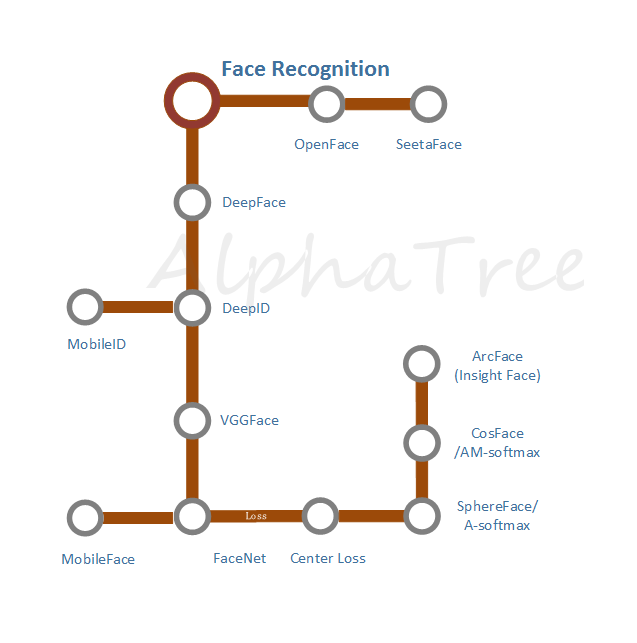 Face Recognition
OpenFace
SeetaFace
DeepFace
AlphaTree
DeepID
MobileID
ArcFace
(Insight Face)
VGGFace
CosFace
/AM-softmax
SphereFace/
A-softmax
Loss
MobileFace
FaceNet
Center Loss